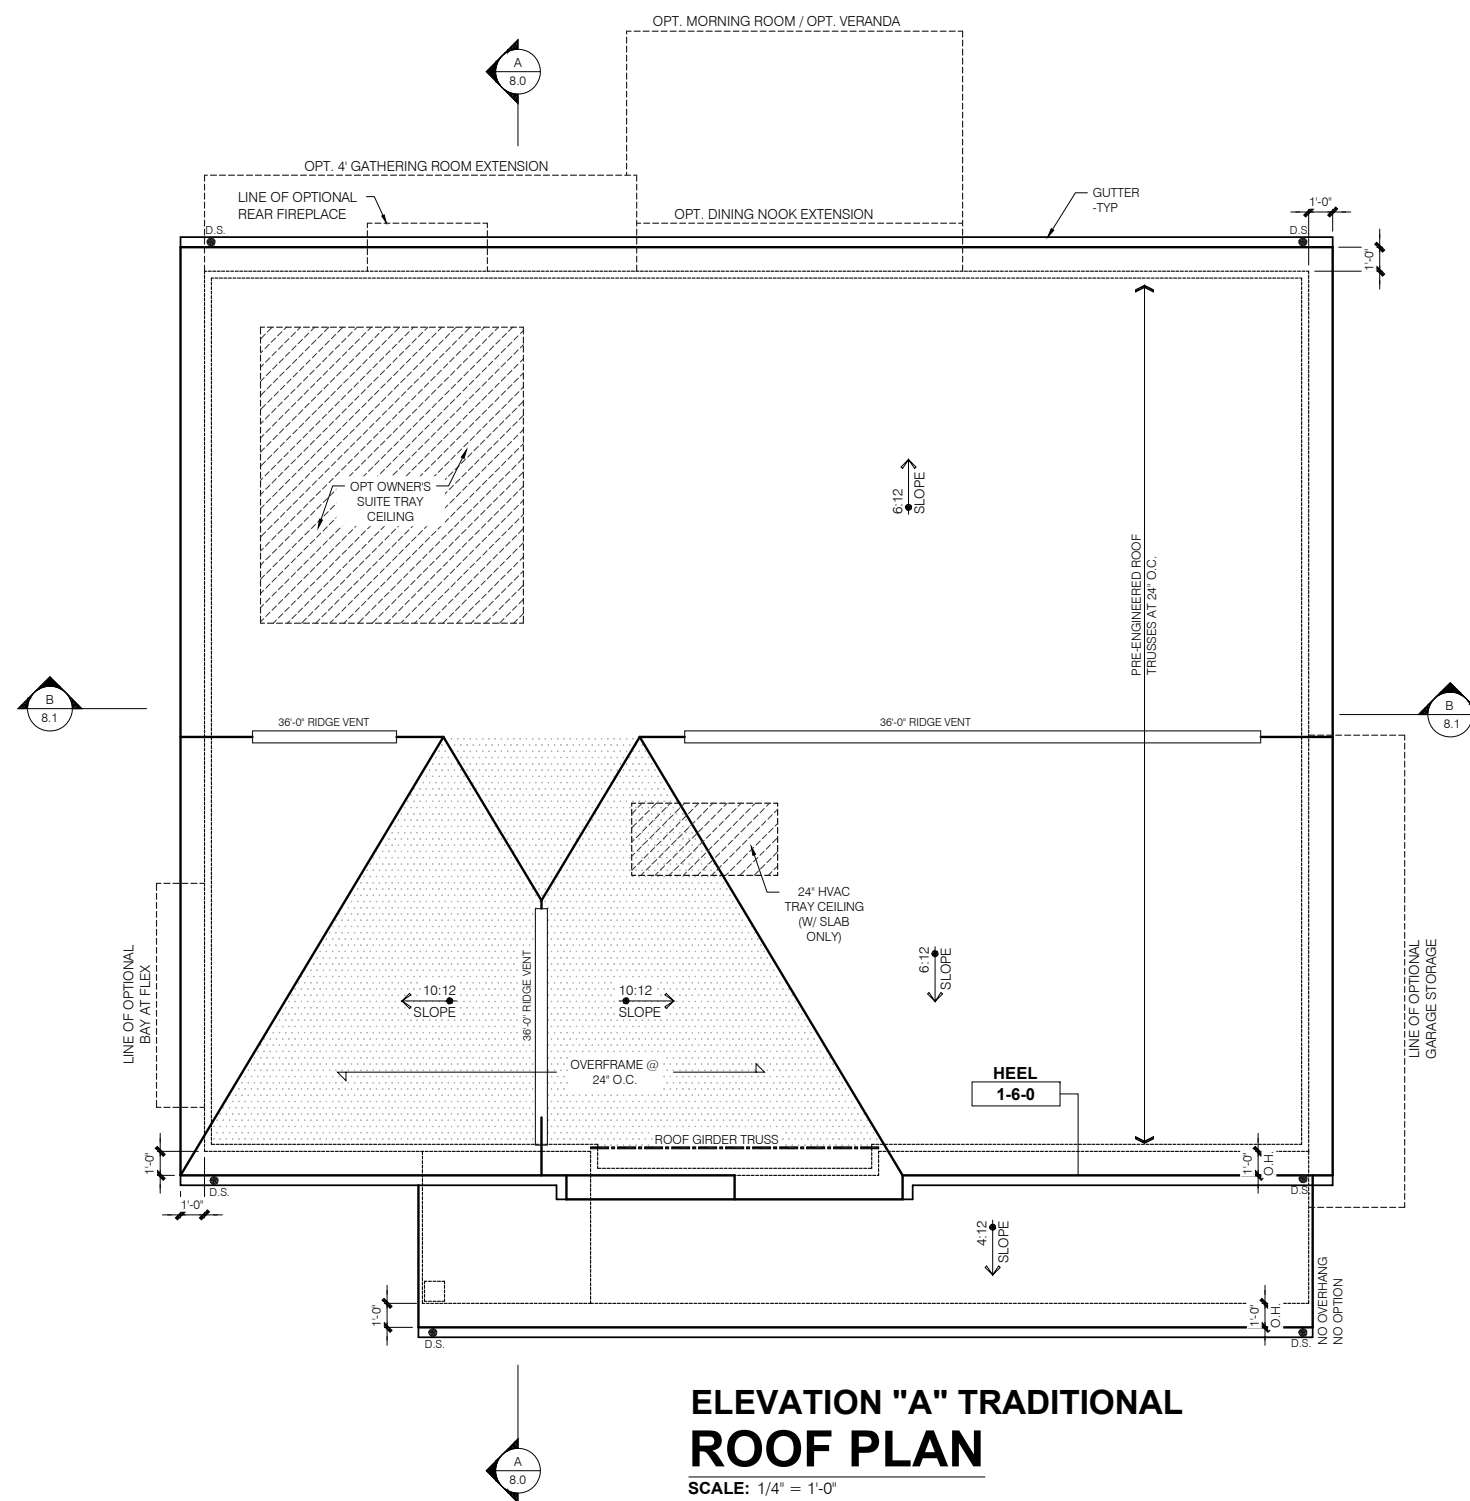 OPT. MORNING ROOM / OPT. VERANDA
A
8.0
OPT. 4' GATHERING ROOM EXTENSION
LINE OF OPTIONAL
REAR FIREPLACE
OPT. DINING NOOK EXTENSION
GUTTER
-TYP
1'-0"
D.S.
D.S.
1'-0"
OPT OWNER'S
SUITE TRAY
CEILING
6:12
SLOPE
PRE-ENGINEERED ROOF
TRUSSES AT 24" O.C.
B
8.1
B
8.1
36'-0" RIDGE VENT
36'-0" RIDGE VENT
24" HVAC
TRAY CEILING
(W/ SLAB
ONLY)
LINE OF OPTIONAL
BAY AT FLEX
10:12
SLOPE
36'-0" RIDGE VENT
10:12
SLOPE
6:12
SLOPE
LINE OF OPTIONAL
GARAGE STORAGE
OVERFRAME @
24" O.C.
HEEL
1-6-0
ROOF GIRDER TRUSS
1'-0"
1'-0"
O.H.
D.S.
D.S.
1'-0"
4:12
SLOPE
1'-0"
1'-0"
O.H.
NO OVERHANG
NO OPTION
D.S.
D.S.
ELEVATION "A" TRADITIONAL
ROOF PLAN
SCALE: 1/4" = 1'-0"
A
8.0